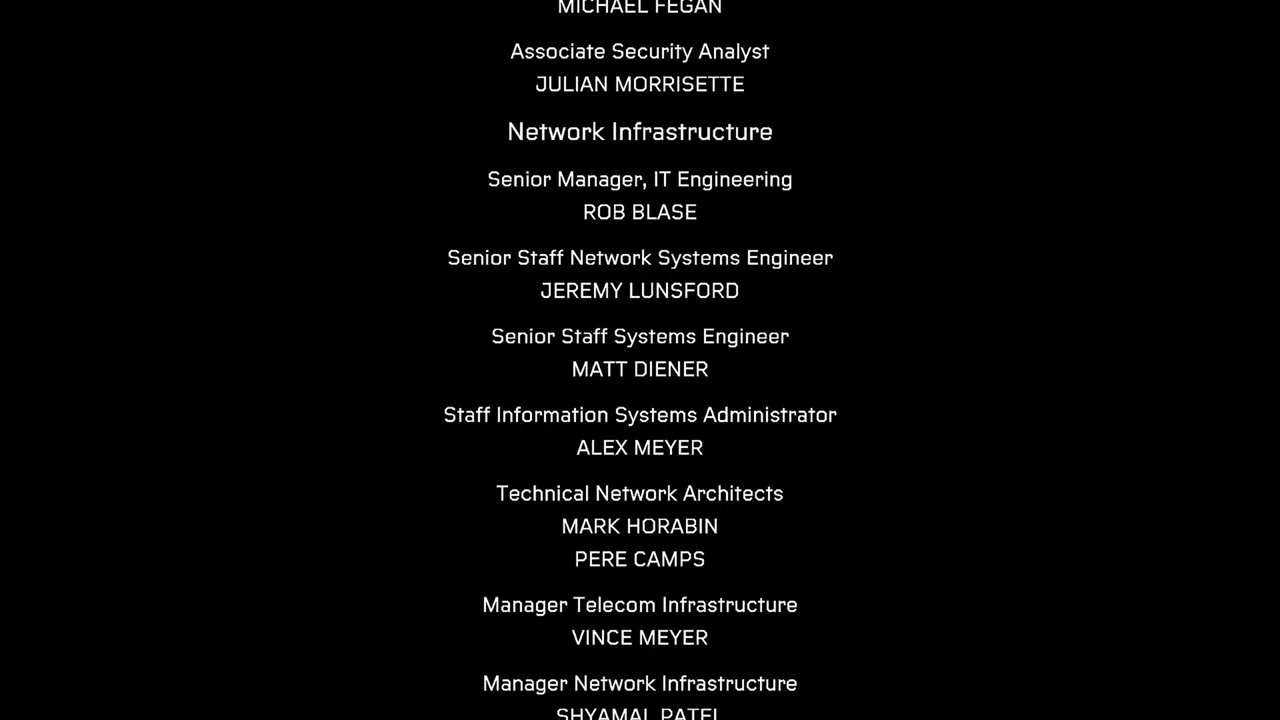 MICHAEL FEGAN
Associate Security Analyst
JULIAN MORRISETTE
Network Infrastructure
Senior Manager, IT Engineering
ROB BLASE
Senior Staff Network Systems Engineer
JEREMY LUNSFORD
Senior Staff Systems Engineer
MATT DIENER
Staff Information Systems Administrator
ALEX MEYER
Technical Network Architects
MARK HORABIN
PERE CAMPS
Manager Telecom Infrastructure
VINCE MEYER
Manager Network Infrastructure
SHYAMAL PATEL